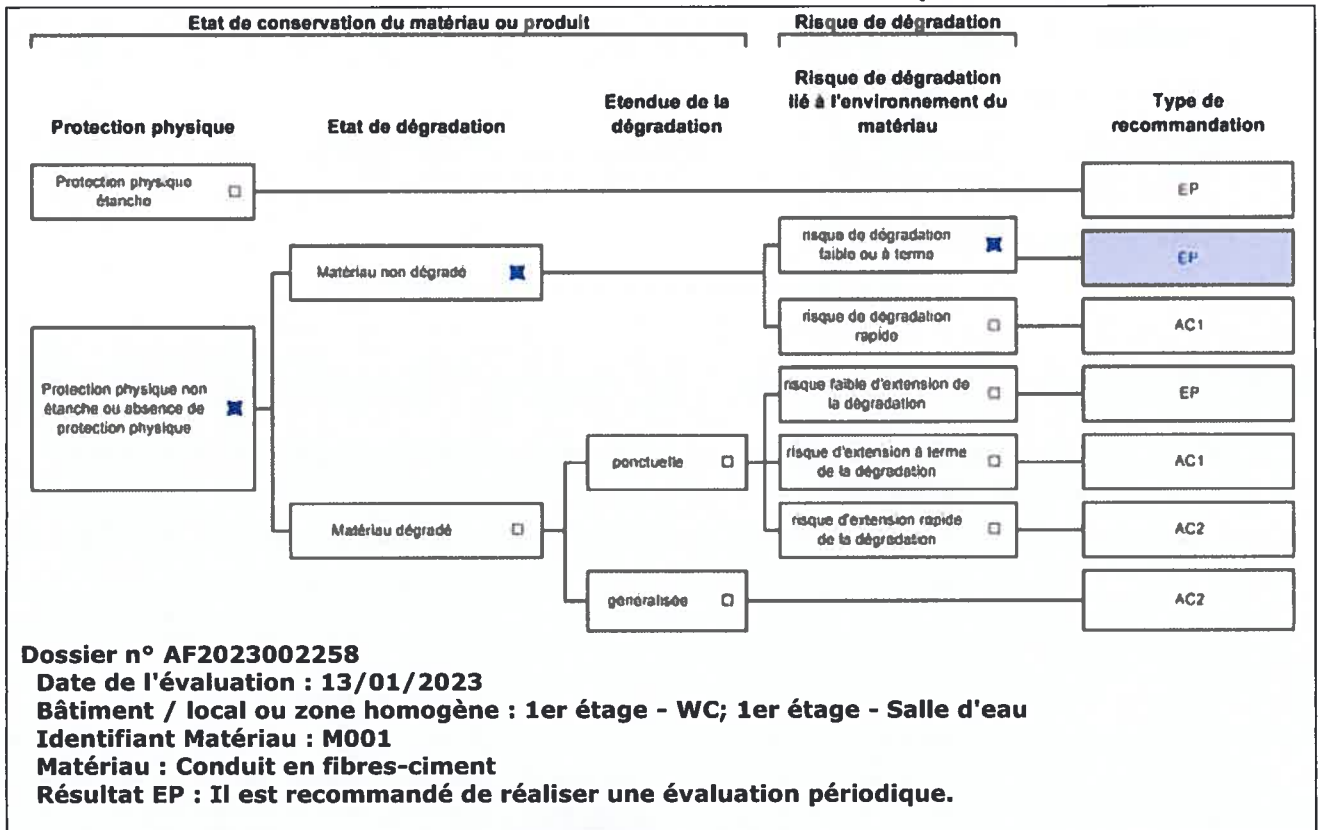 Etat de conservation du matériau ou produit
Risque de dégradation
Protection physique
Etat de dégradation
Etendue de la
dégradation
Risque de dégradation
lié à l'environnement du
matériau
Type de
recommandation
Protection physique
étanche
EP
risque de dégradation
faible ou à terme
EP
Matériau non dégradé
risque de dégradation
rapide
AC1
Protection physique non
étanche ou absence de
protection physique
risque faible d'extension de
la dégradation
EP
ponctuelle
risque d'extension à terme
de la dégradation
AC1
Matériau dégradé
risque d'extension rapide
de la dégradation
AC2
généralisée
AC2
Dossier n° AF2023002258
Date de l'évaluation : 13/01/2023
Bâtiment / local ou zone homogène : 1er étage - WC; 1er étage - Salle d'eau
Identifiant Matériau : M001
Matériau : Conduit en fibres-ciment
Résultat EP : Il est recommandé de réaliser une évaluation périodique.